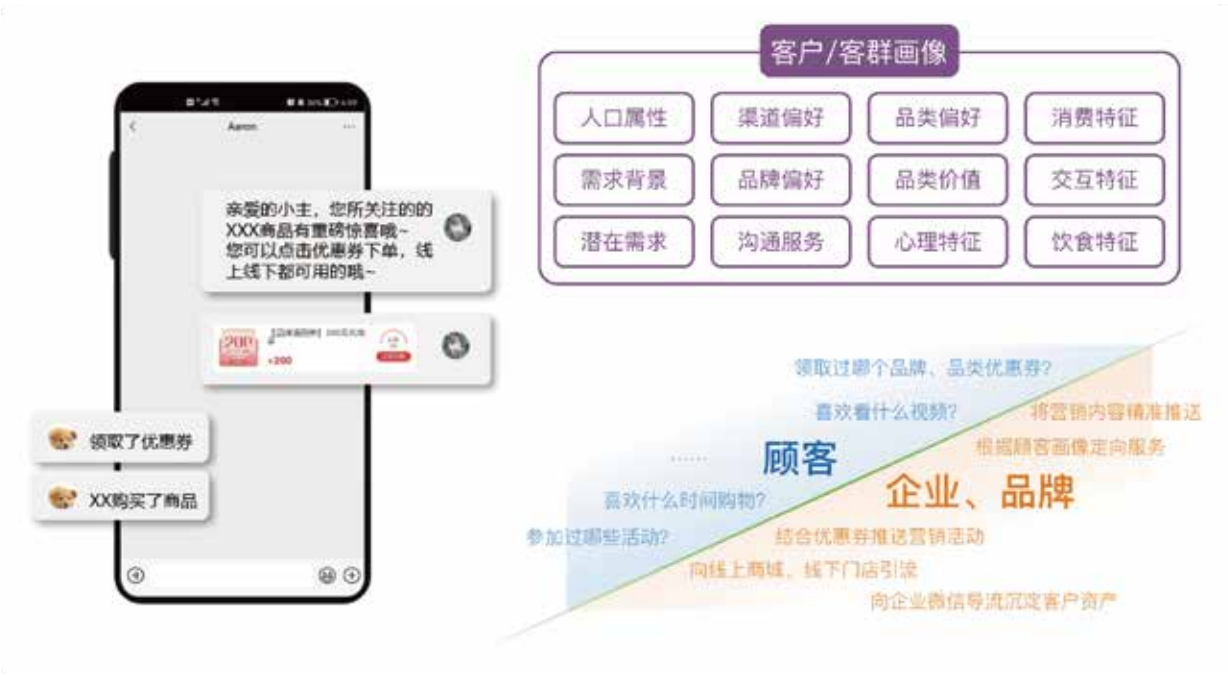 Aaron
亲爱的小主，您所关注的的
XXX商品有重磅惊喜哦~
您可以点击优惠券下单，线
上线下都可用的哦~
200
¥200
领取了优惠券
XX购买了商品
客户/客群画像
人口属性
渠道偏好
品类偏好
消费特征
需求背景
品牌偏好
品类价值
交互特征
潜在需求
沟通服务
心理特征
饮食特征
领取过哪个品牌、品类优惠券?
喜欢看什么视频?
将营销内容精准推送
顾客
根据顾客画像定向服务
……
企业、品牌
喜欢什么时间购物?
参加过哪些活动?
结合优惠券推送营销活动
向线上商城、线下门店引流
向企业微信导流沉淀客户资产